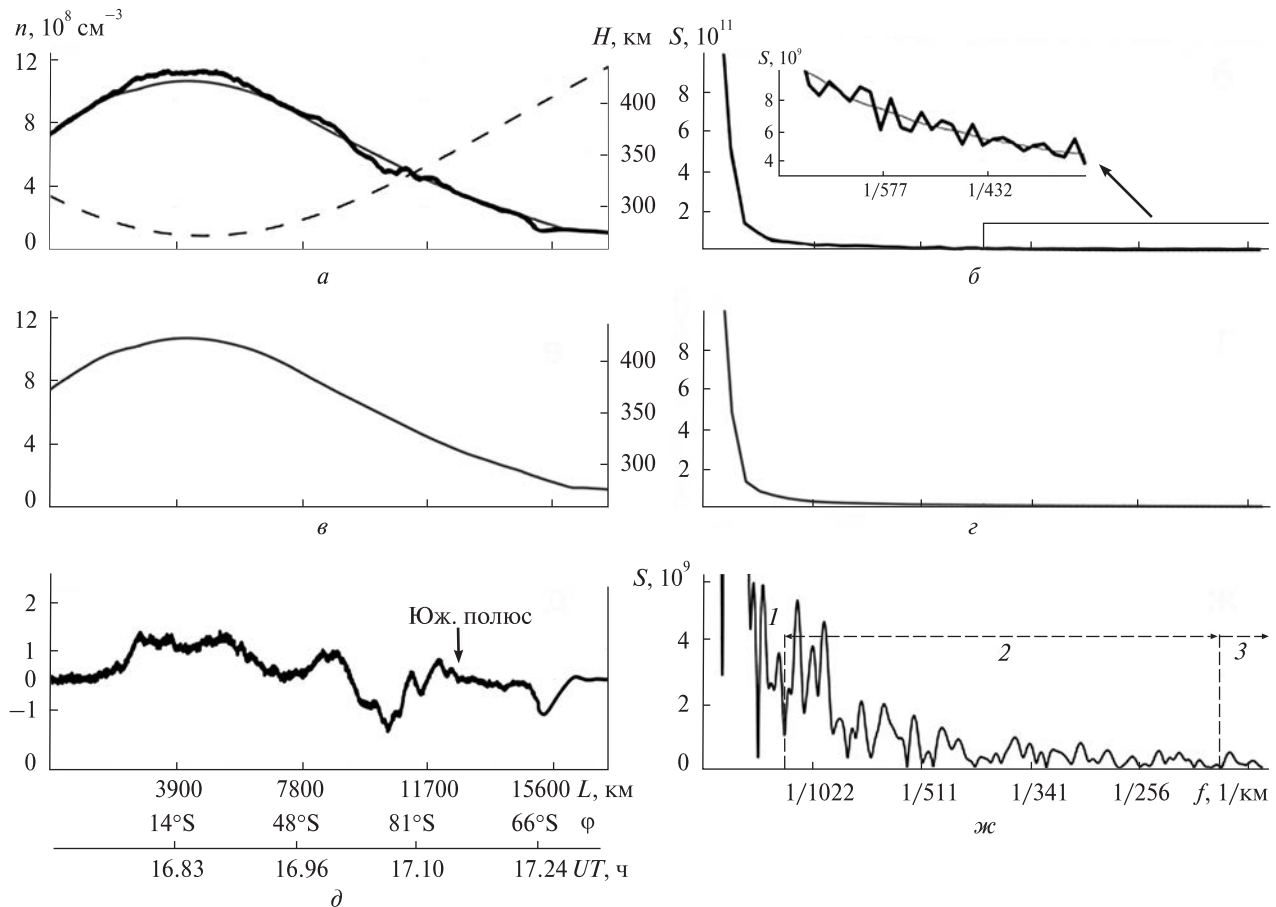 n, 10⁸ см⁻³
H, км
12
8
4
0
400
350
300
а
S, 10¹¹
8
6
4
2
S, 10⁹
8
6
4
1/577
1/432
б
12
8
4
0
400
350
300
в
8
6
4
2
г
2
1
0
−1
0
Юж. полюс
3900 7800 11700 15600 L, км
14°S 48°S 81°S 66°S φ
16.83 16.96 17.10 17.24 UT, ч
д
S, 10⁹
4
2
0
1
2
3
1/1022 1/511 1/341 1/256 f, 1/км
ж